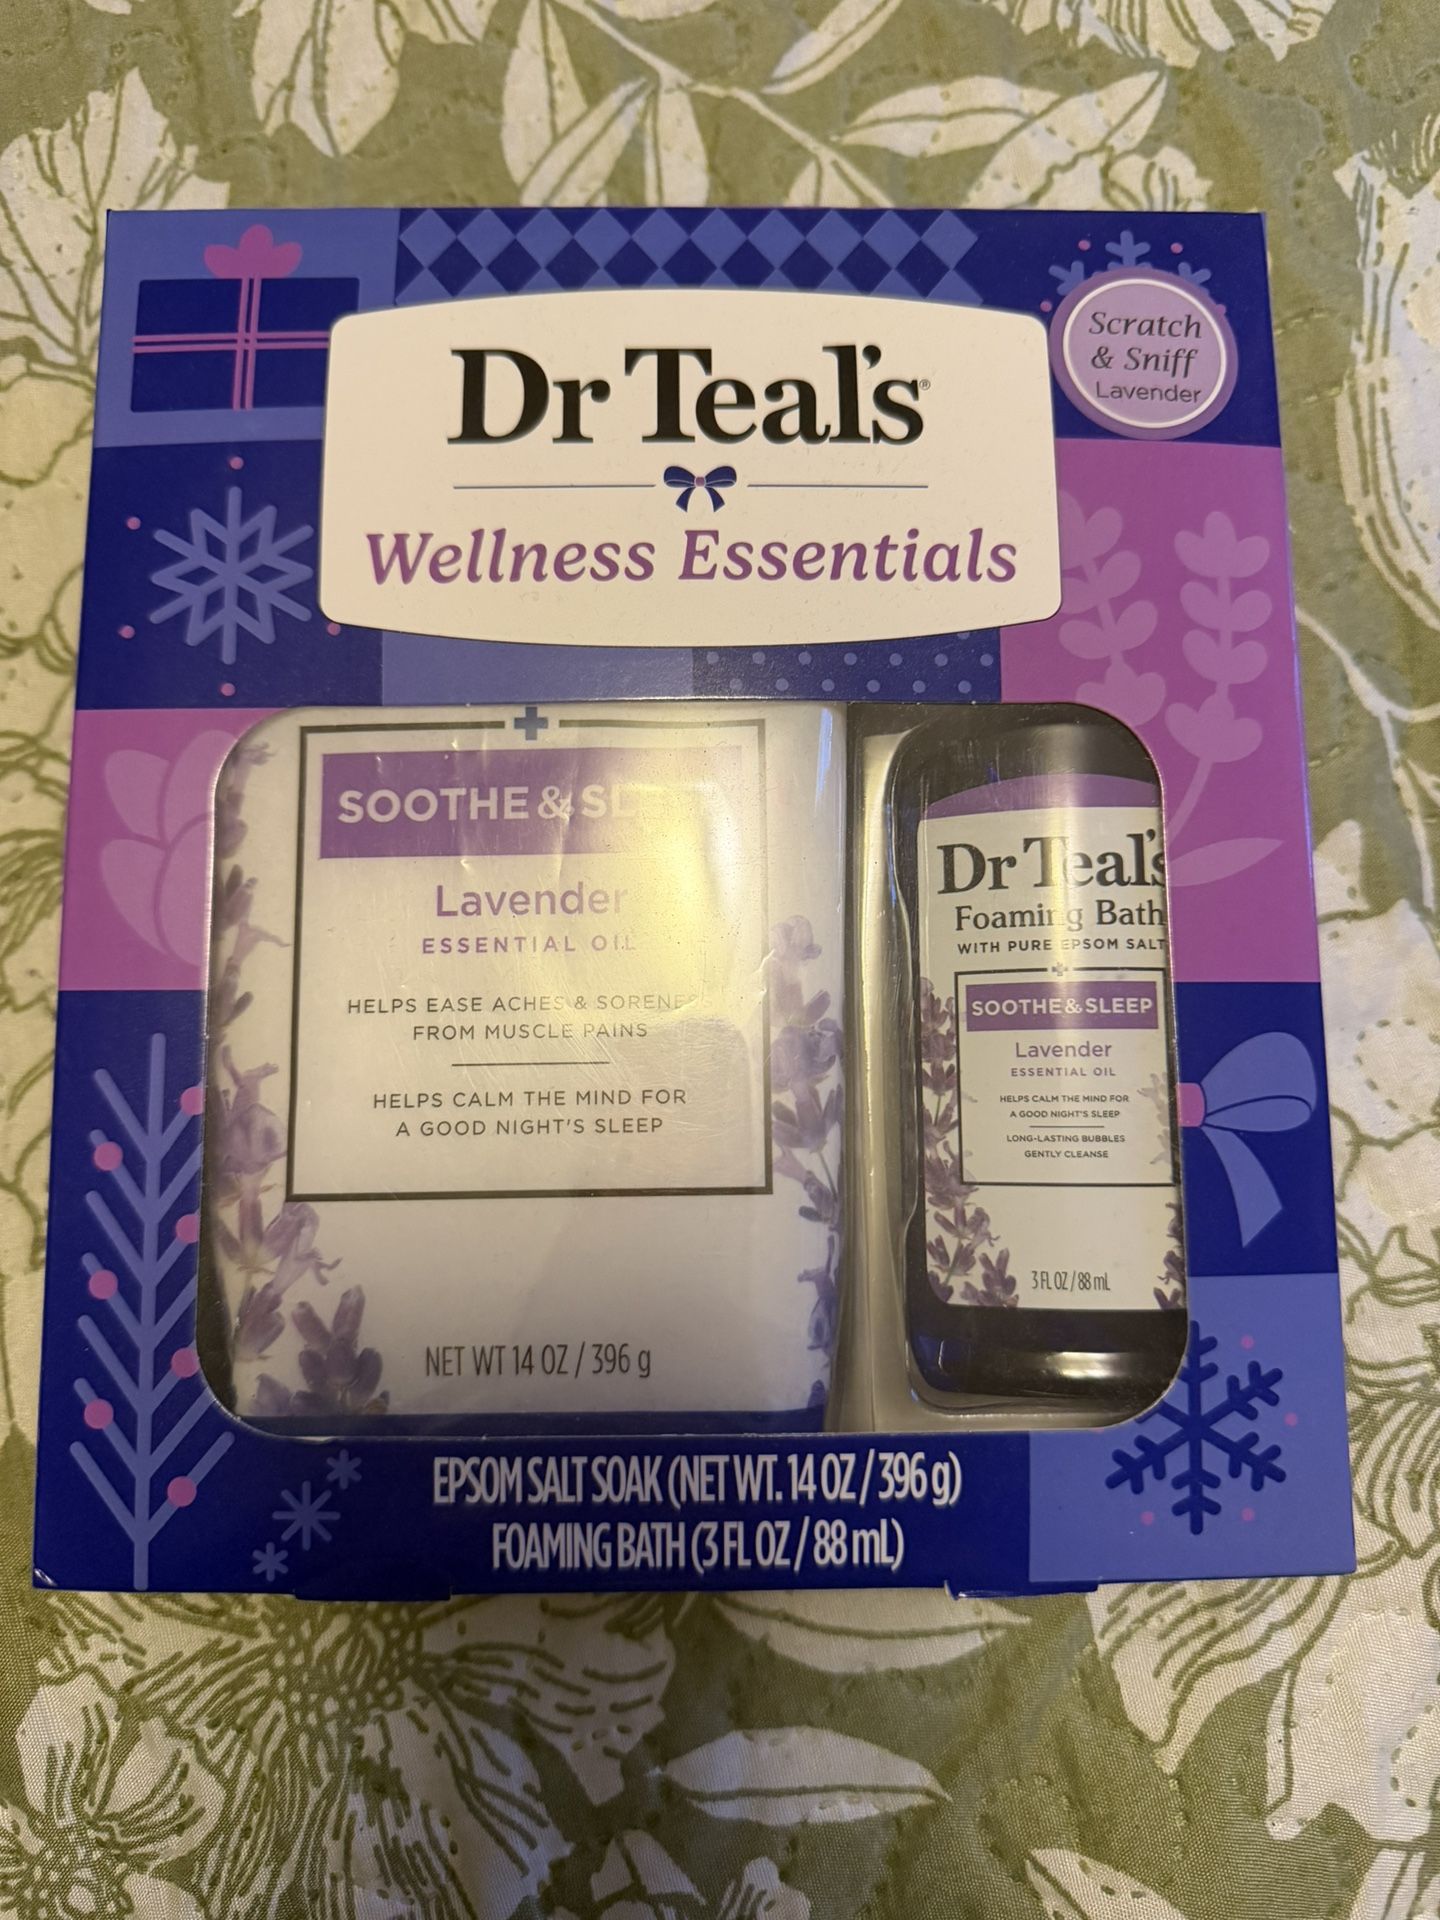 Dr Teal's®
Wellness Essentials
Scratch
& Sniff
Lavender
SOOTHE &
Lavender
ESSENTIAL OIL
HELPS EASE ACHES & SORENESS
FROM MUSCLE PAINS
HELPS CALM THE MIND FOR
A GOOD NIGHT'S SLEEP
NET WT 14 OZ / 396 g
Dr Teal's
Foaming Bath
WITH PURE EPSOM SALT
SOOTHE & SLEEP
Lavender
ESSENTIAL OIL
HELPS CALM THE MIND FOR
A GOOD NIGHT'S SLEEP
LONG-LASTING BUBBLES
GENTLY CLEANSE
3 FL OZ / 88 mL
EPSOM SALT SOAK (NET WT. 14 OZ / 396 g)
FOAMING BATH (3 FL OZ / 88 mL)